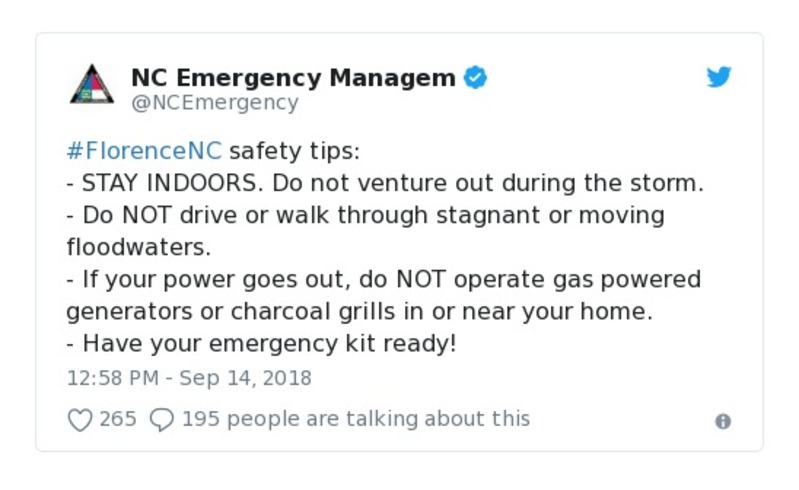 NC Emergency Managem
@NCEmergency
#FlorenceNC safety tips:
- STAY INDOORS. Do not venture out during the storm.
- Do NOT drive or walk through stagnant or moving
floodwaters.
- If your power goes out, do NOT operate gas powered
generators or charcoal grills in or near your home.
- Have your emergency kit ready!
12:58 PM - Sep 14, 2018
265 195 people are talking about this